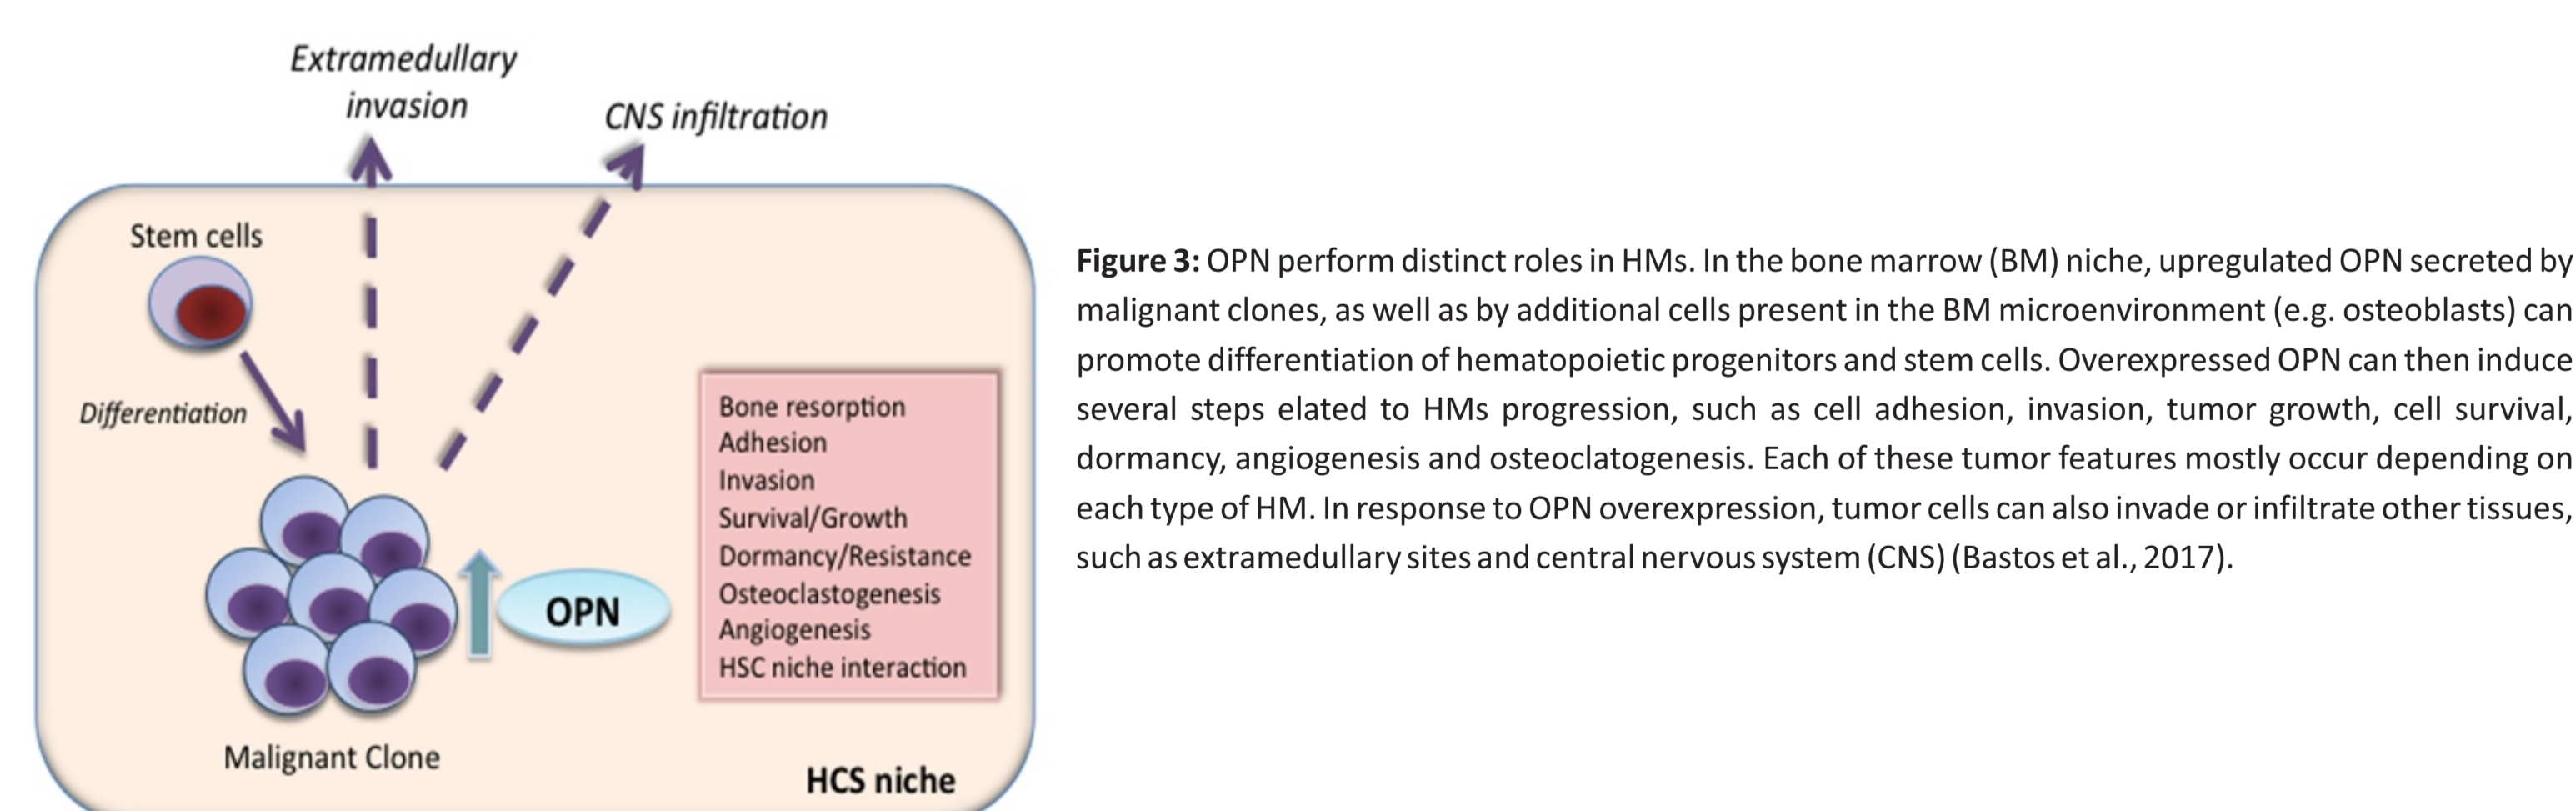 Extramedullary
invasion
CNS infiltration
Stem cells
Differentiation
Bone resorption
Adhesion
Invasion
Survival/Growth
Dormancy/Resistance
Osteoclastogenesis
Angiogenesis
HSC niche interaction
OPN
Malignant Clone
HCS niche
Figure 3: OPN perform distinct roles in HMs. In the bone marrow (BM) niche, upregulated OPN secreted by
malignant clones, as well as by additional cells present in the BM microenvironment (e.g. osteoblasts) can
promote differentiation of hematopoietic progenitors and stem cells. Overexpressed OPN can then induce
several steps elated to HMs progression, such as cell adhesion, invasion, tumor growth, cell survival,
dormancy, angiogenesis and osteoclatogenesis. Each of these tumor features mostly occur depending on
each type of HM. In response to OPN overexpression, tumor cells can also invade or infiltrate other tissues,
such as extramedullary sites and central nervous system (CNS) (Bastos et al., 2017).